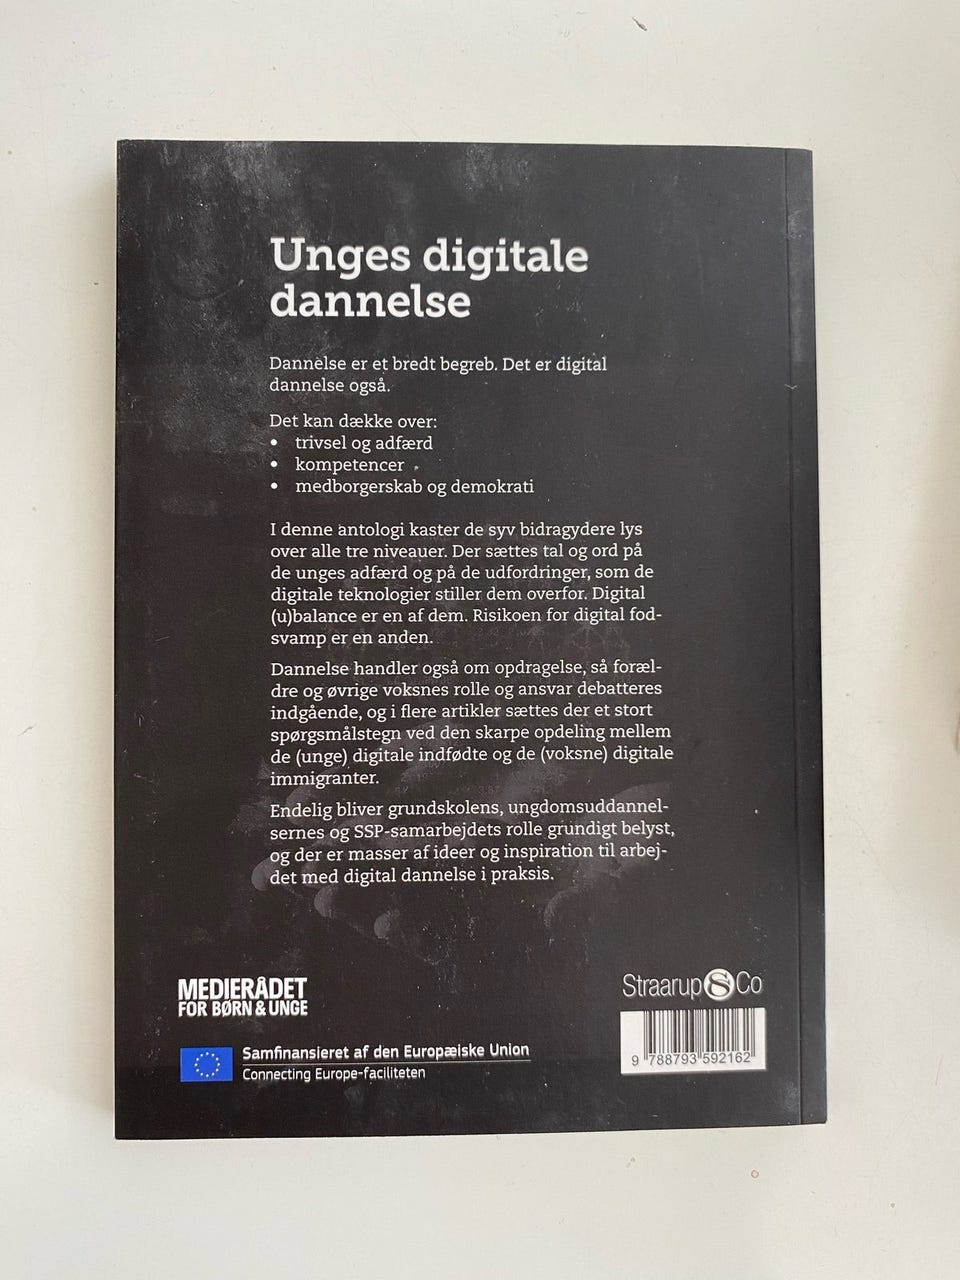 Unges digitale
dannelse
Dannelse er et bredt begreb. Det er digital
dannelse også.
Det kan dække over:
• trivsel og adfærd
• kompetencer
• medborgerskab og demokrati
I denne antologi kaster de syv bidragydere lys
over alle tre niveauer. Der sættes tal og ord på
de unges adfærd og på de udfordringer, som de
digitale teknologier stiller dem overfor. Digital
(u)balance er en af dem. Risikoen for digital fod-
svamp er en anden.
Dannelse handler også om opdragelse, så foræl-
dre og øvrige voksnes rolle og ansvar debatteres
indgående, og i flere artikler sættes der et stort
spørgsmålstegn ved den skarpe opdeling mellem
de (unge) digitale indfødte og de (voksne) digitale
immigranter.
Endelig bliver grundskolens, ungdomsuddannel-
sernes og SSP-samarbejdets rolle grundigt belyst,
og der er masser af ideer og inspiration til arbej-
det med digital dannelse i praksis.
MEDIERÅDET
FOR BØRN & UNGE
Samfinansieret af den Europæiske Union
Connecting Europe-faciliteten
Straarup & Co
9 788793 592162